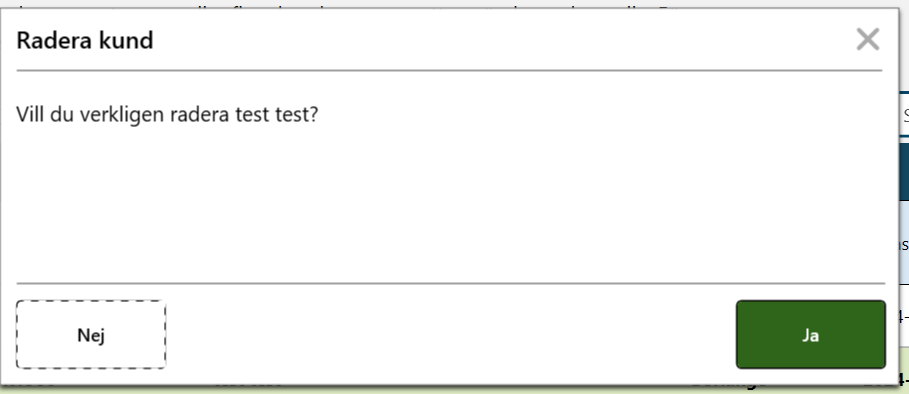 Radera kund
Vill du verkligen radera test test?
Nej
Ja